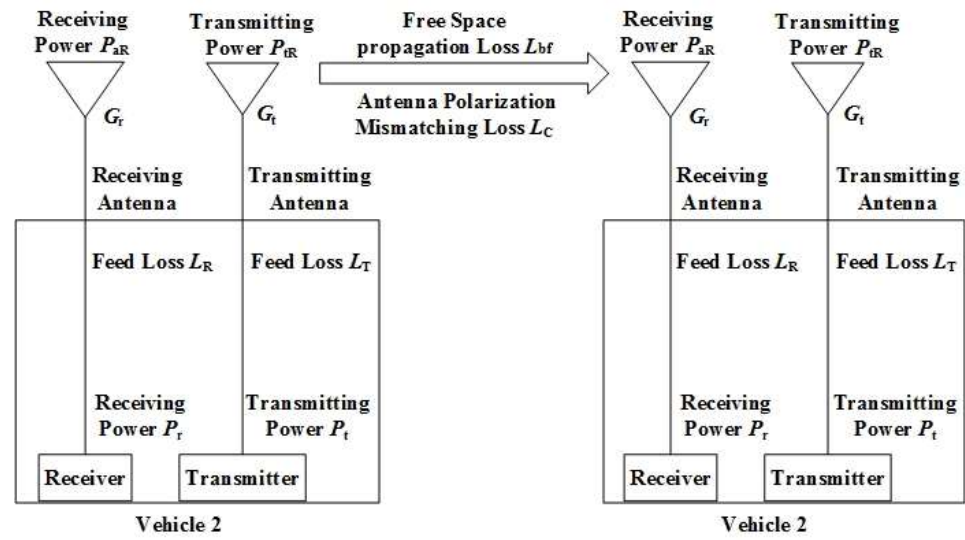 Receiving
Power PaR
Transmitting
Power PtR
Free Space
propagation Loss Lbf
Antenna Polarization
Mismatching Loss LC
Receiving
Power PaR
Transmitting
Power PtR
Gr
Gt
Gr
Gt
Receiving
Antenna
Transmitting
Antenna
Receiving
Antenna
Transmitting
Antenna
Feed Loss LR
Feed Loss LT
Feed Loss LR
Feed Loss LT
Receiving
Power Pr
Transmitting
Power Pt
Receiving
Power Pr
Transmitting
Power Pt
Receiver
Transmitter
Receiver
Transmitter
Vehicle 2
Vehicle 2